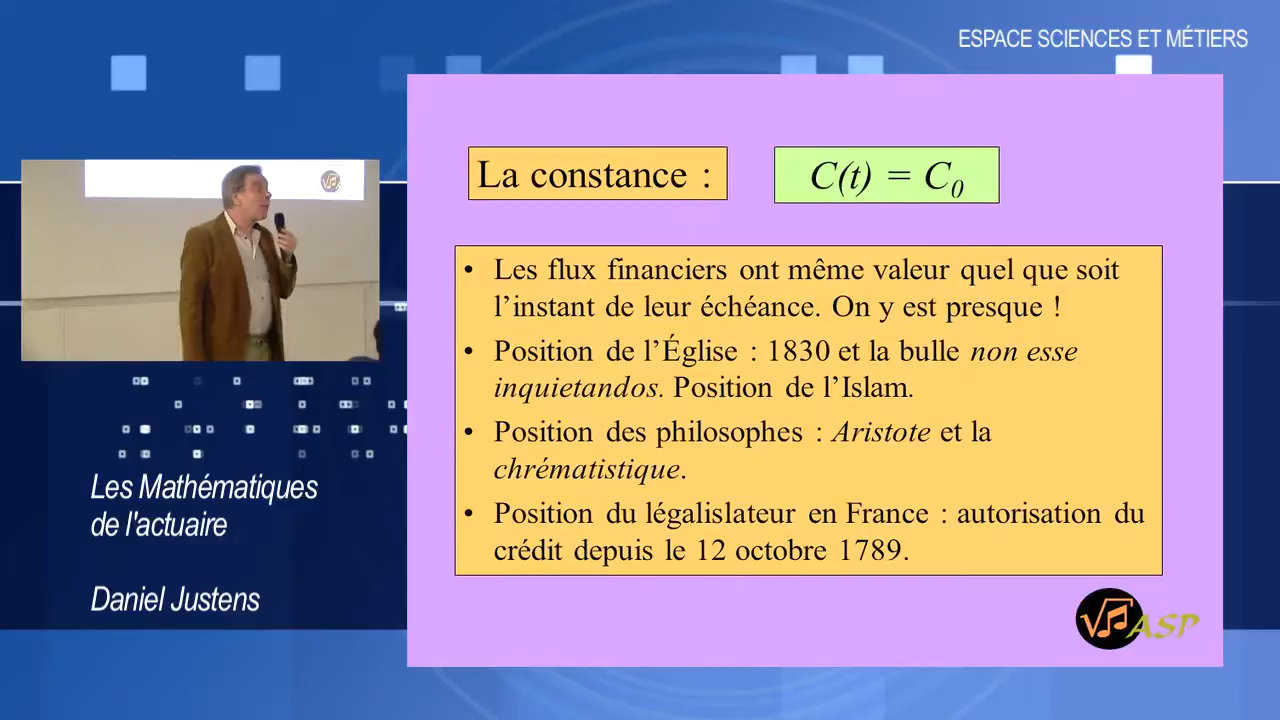 ESPACE SCIENCES ET MÉTIERS
La constance :
C(t) = C0
• Les flux financiers ont même valeur quel que soit
l’instant de leur échéance. On y est presque !
• Position de l’Église : 1830 et la bulle non esse
inquietandos. Position de l’Islam.
• Position des philosophes : Aristote et la
chrématistique.
• Position du légalislateur en France : autorisation du
crédit depuis le 12 octobre 1789.
ASP
Les Mathématiques
de l'actuaire
Daniel Justens